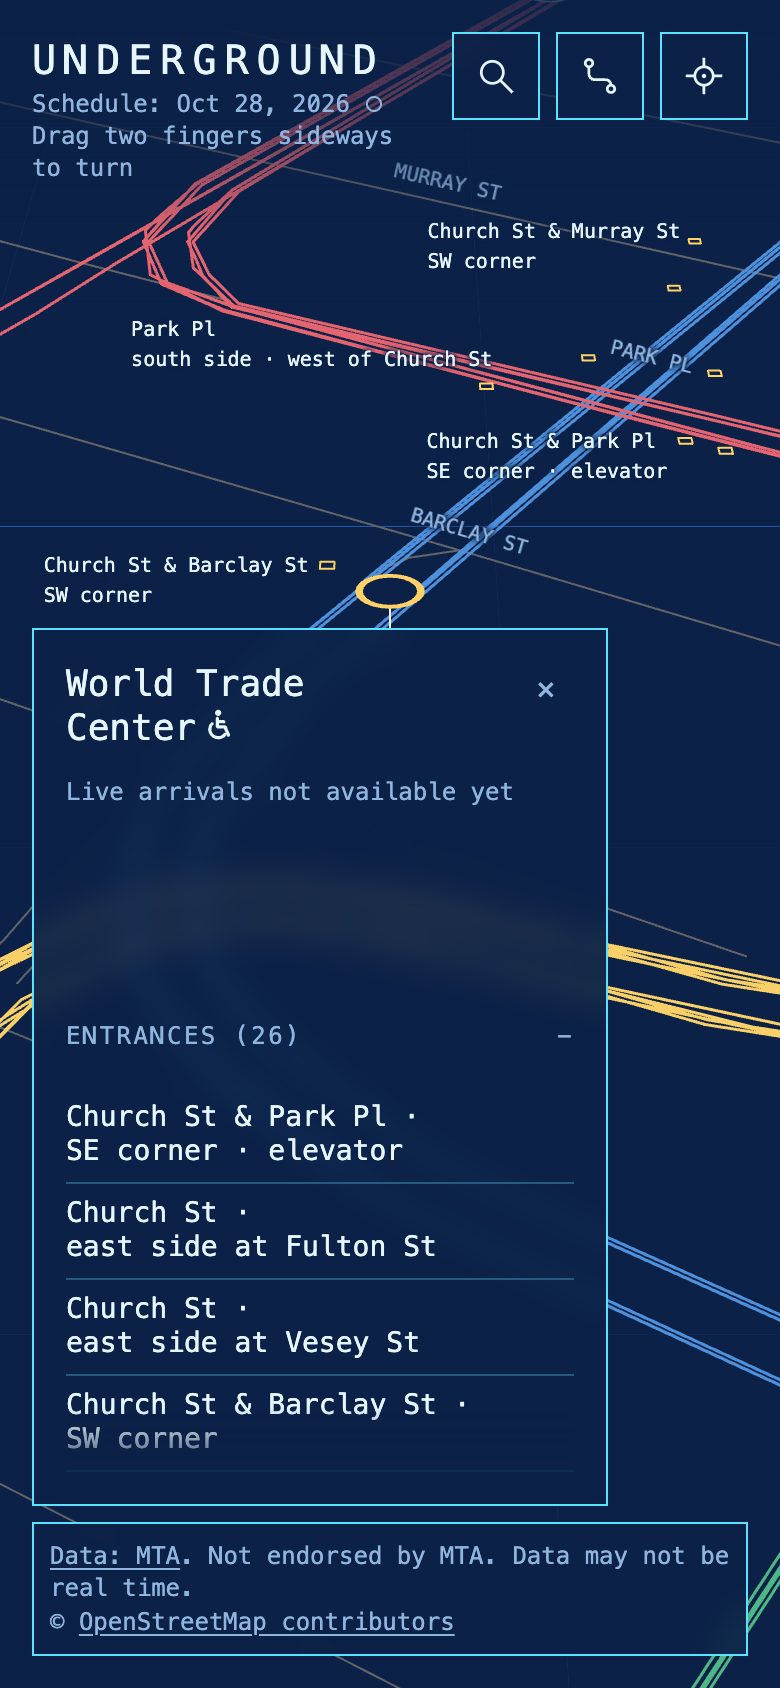 UNDERGROUND
Schedule: Oct 28, 2026
Drag two fingers sideways
to turn
MURRAY ST
Church St & Murray St
SW corner
Park Pl
south side · west of Church St
PARK PL
Church St & Park Pl
SE corner · elevator
BARCLAY ST
Church St & Barclay St
SW corner
World Trade
Center
×
Live arrivals not available yet
ENTRANCES (26) −
Church St & Park Pl ·
SE corner · elevator
Church St ·
east side at Fulton St
Church St ·
east side at Vesey St
Church St & Barclay St ·
SW corner
Data: MTA. Not endorsed by MTA. Data may not be
real time.
© OpenStreetMap contributors